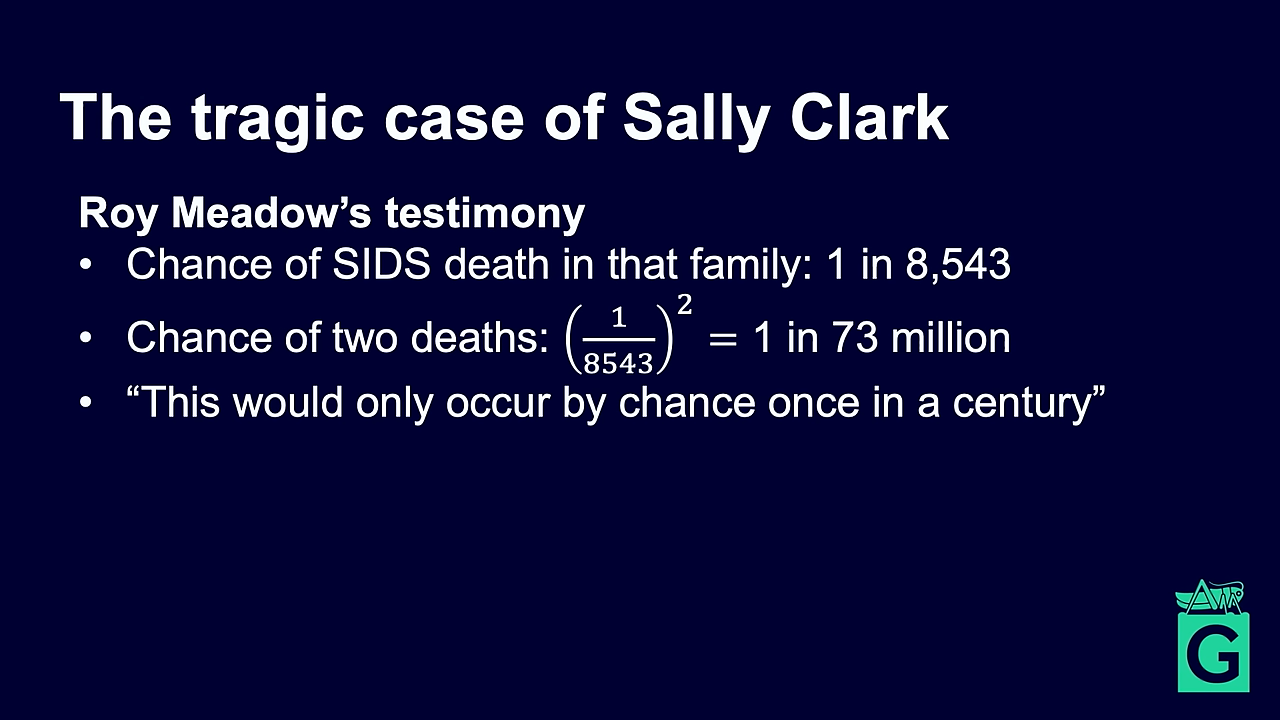 The tragic case of Sally Clark
Roy Meadow’s testimony
• Chance of SIDS death in that family: 1 in 8,543
• Chance of two deaths: (1/8543)² = 1 in 73 million
• “This would only occur by chance once in a century”
G